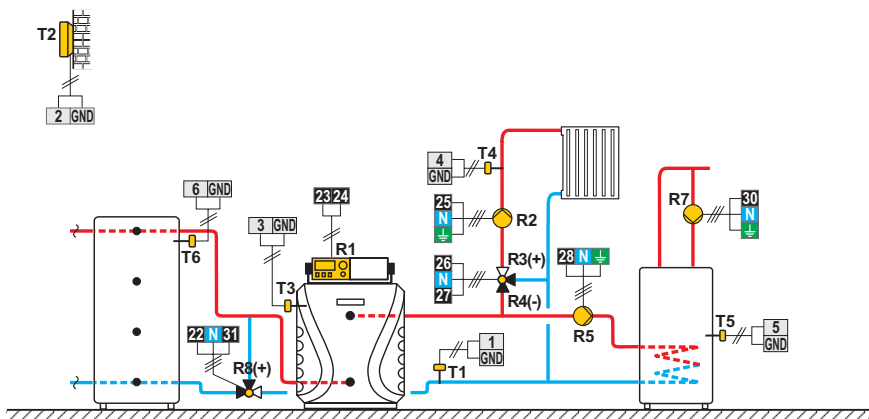 T2
2 GND
6 GND
T6
3 GND
T3
23 24
R1
22 N 31
R8(+)
4
GND
T4
25
N
R2
26
N
27
R3(+)
R4(-)
28 N
R5
1
GND
T1
R7
30
N
T5
5
GND